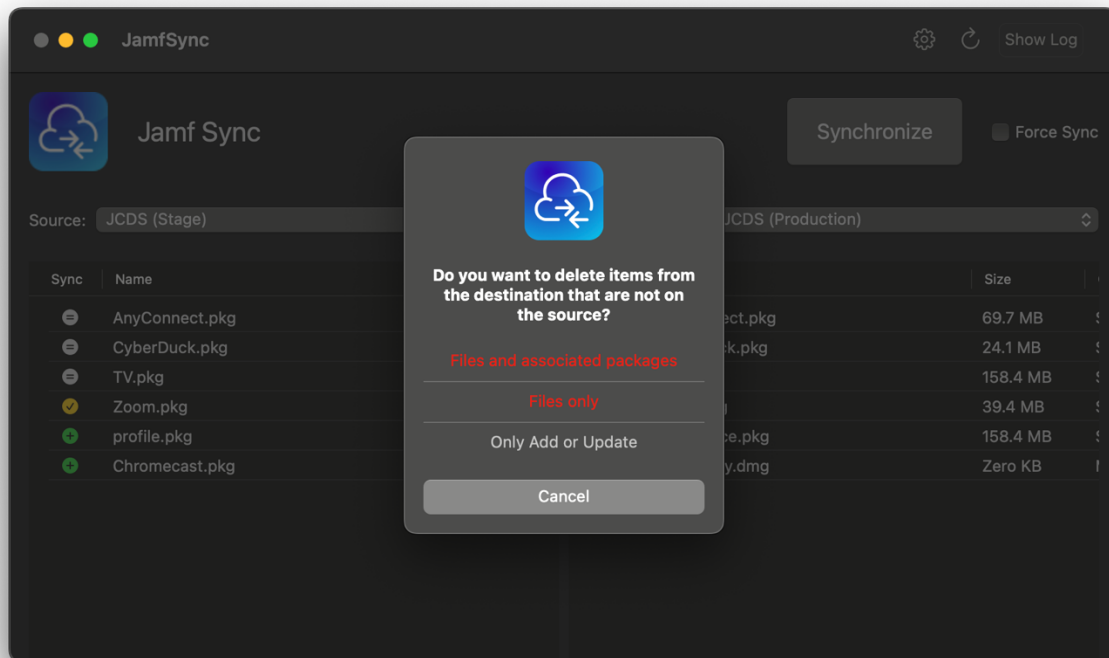 JamfSync
Show Log
Jamf Sync
Synchronize
Force Sync
Source:
JCDS (Stage)
JCDS (Production)
Sync
Name
Size
AnyConnect.pkg
ect.pkg
69.7 MB
CyberDuck.pkg
k.pkg
24.1 MB
TV.pkg
158.4 MB
Zoom.pkg
39.4 MB
profile.pkg
ce.pkg
158.4 MB
Chromecast.pkg
y.dmg
Zero KB
Do you want to delete items from
the destination that are not on
the source?
Files and associated packages
Files only
Only Add or Update
Cancel